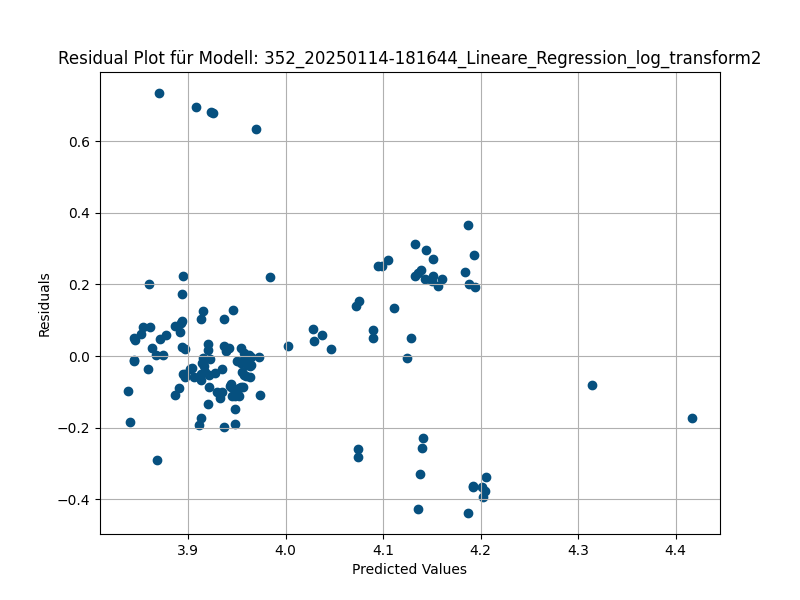 Residual Plot für Modell: 352_20250114-181644_Lineare_Regression_log_transform2
0.6
0.4
0.2
0.0
−0.2
−0.4
Residuals
3.9 4.0 4.1 4.2 4.3 4.4
Predicted Values